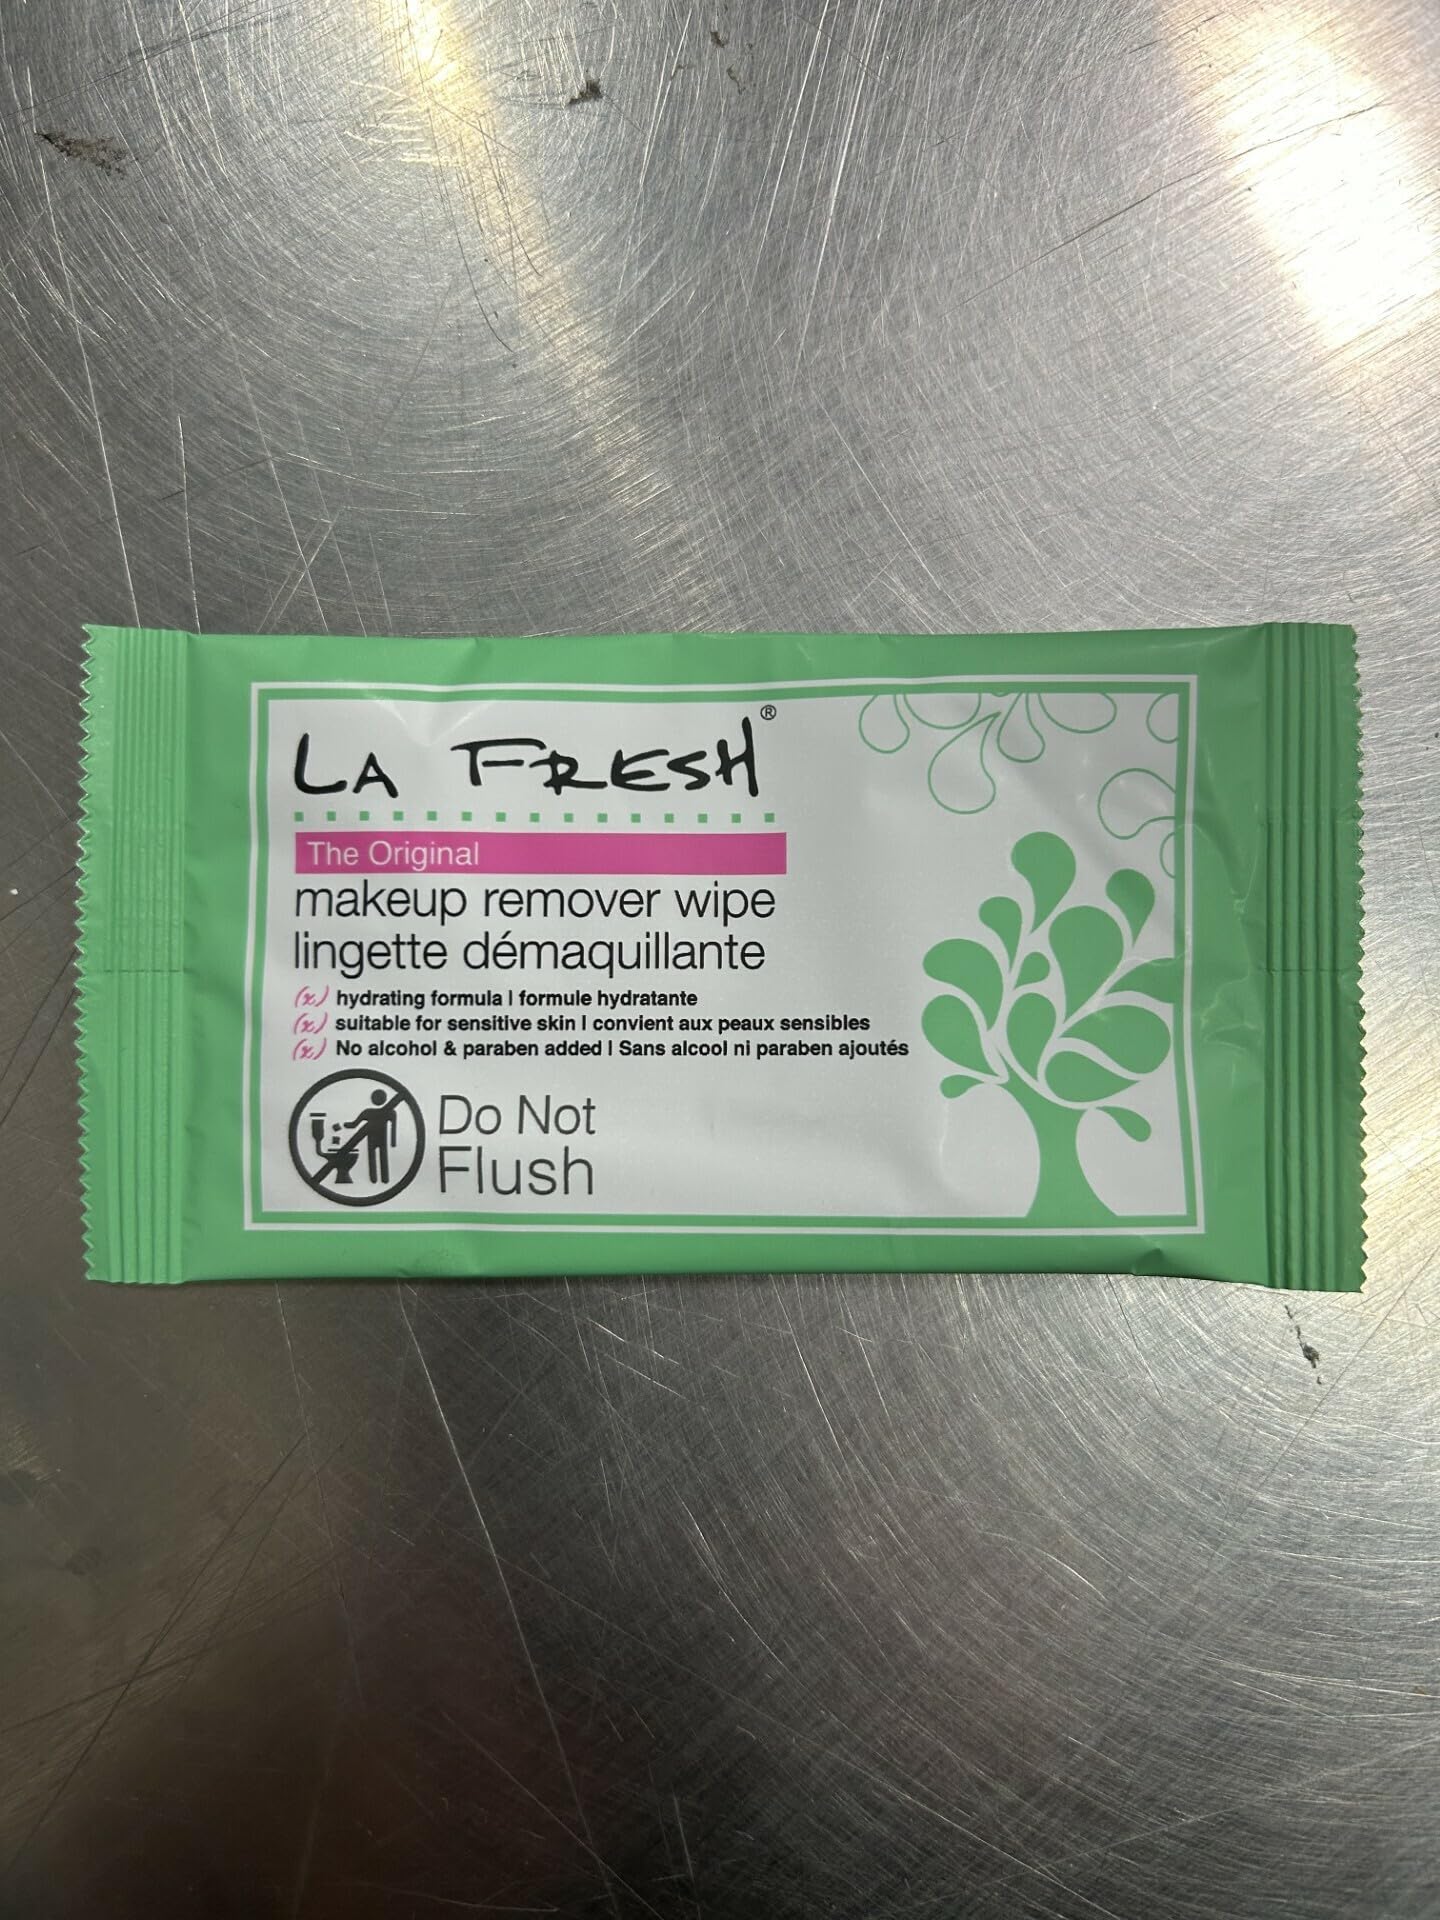 LA FRESH®
The Original
makeup remover wipe
lingette démaquillante
(x) hydrating formula | formule hydratante
(x) suitable for sensitive skin | convient aux peaux sensibles
(x) No alcohol & paraben added | Sans alcool ni paraben ajoutés
Do Not
Flush